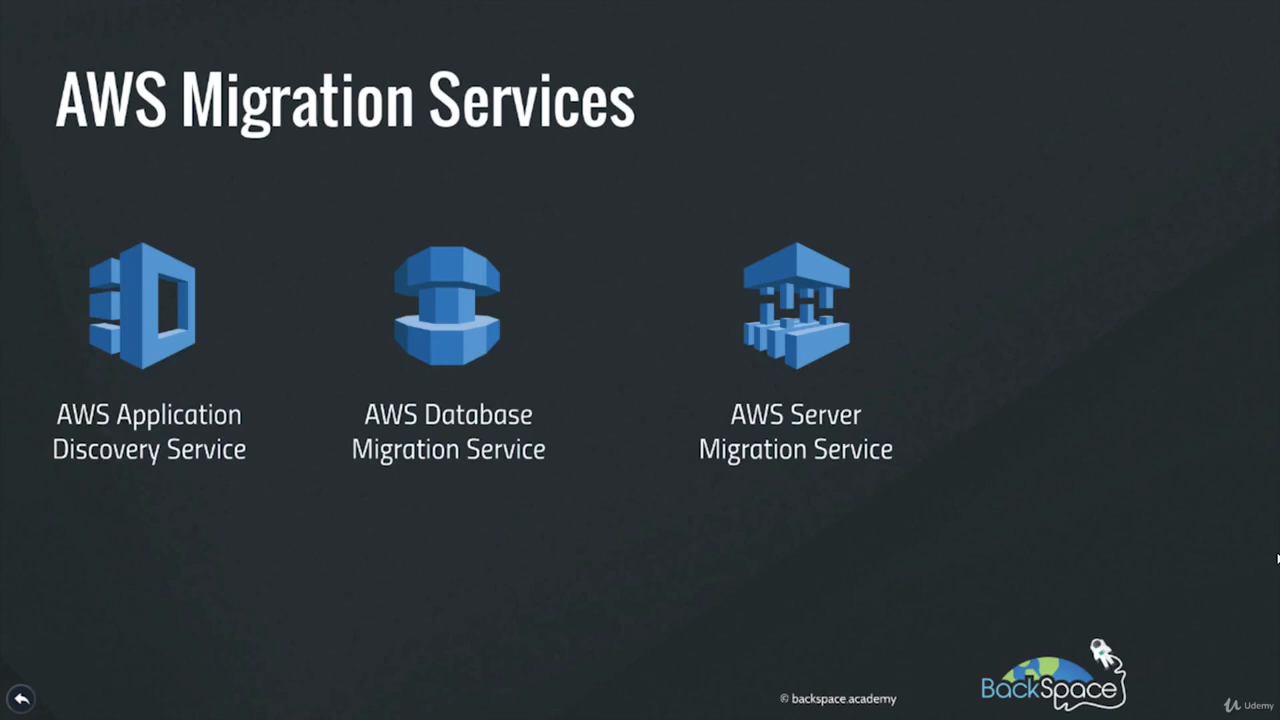 AWS Migration Services
AWS Application
Discovery Service
AWS Database
Migration Service
AWS Server
Migration Service
© backspace.academy
BackSpace
Udemy